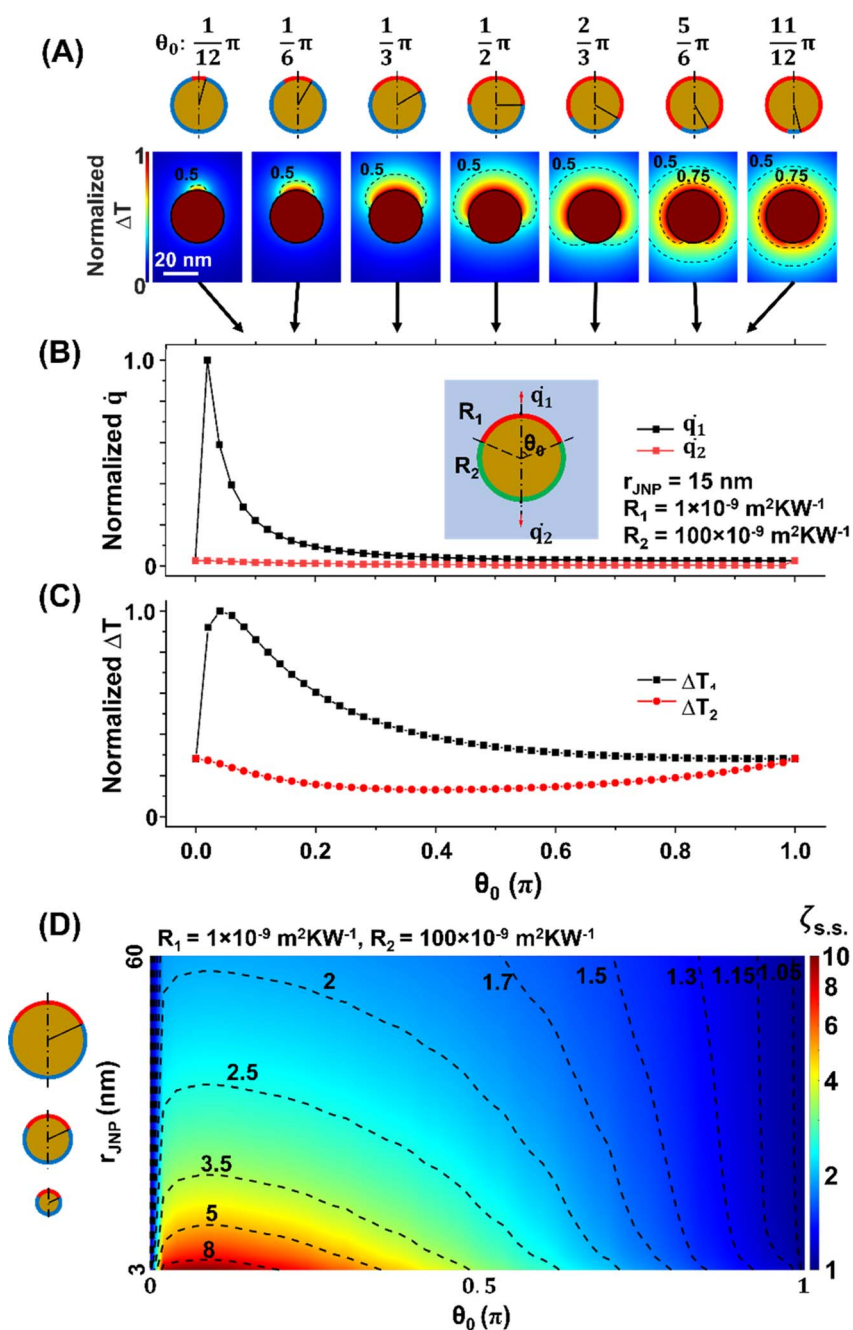 (A)
θ₀: 1/12 π 1/6 π 1/3 π 1/2 π 2/3 π 5/6 π 11/12 π
Normalized
ΔT
1
0
0.5 0.5 0.5 0.5 0.5 0.5 0.75 0.5 0.75
20 nm
(B)
Normalized q̇
1.0
0
R₁
R₂
θ₀
q̇₁
q̇₂
q̇₁
q̇₂
r_JNP = 15 nm
R₁ = 1×10⁻⁹ m²KW⁻¹
R₂ = 100×10⁻⁹ m²KW⁻¹
(C)
Normalized ΔT
1.0
0
ΔT₁
ΔT₂
0.0 0.2 0.4 0.6 0.8 1.0
θ₀ (π)
(D)
R₁ = 1×10⁻⁹ m²KW⁻¹, R₂ = 100×10⁻⁹ m²KW⁻¹
ζ_s.s.
r_JNP (nm)
60
3
2 1.7 1.5 1.3 1.15 1.05
2.5
3.5
5
8
10
8
6
4
2
1
0 0.5 1
θ₀ (π)